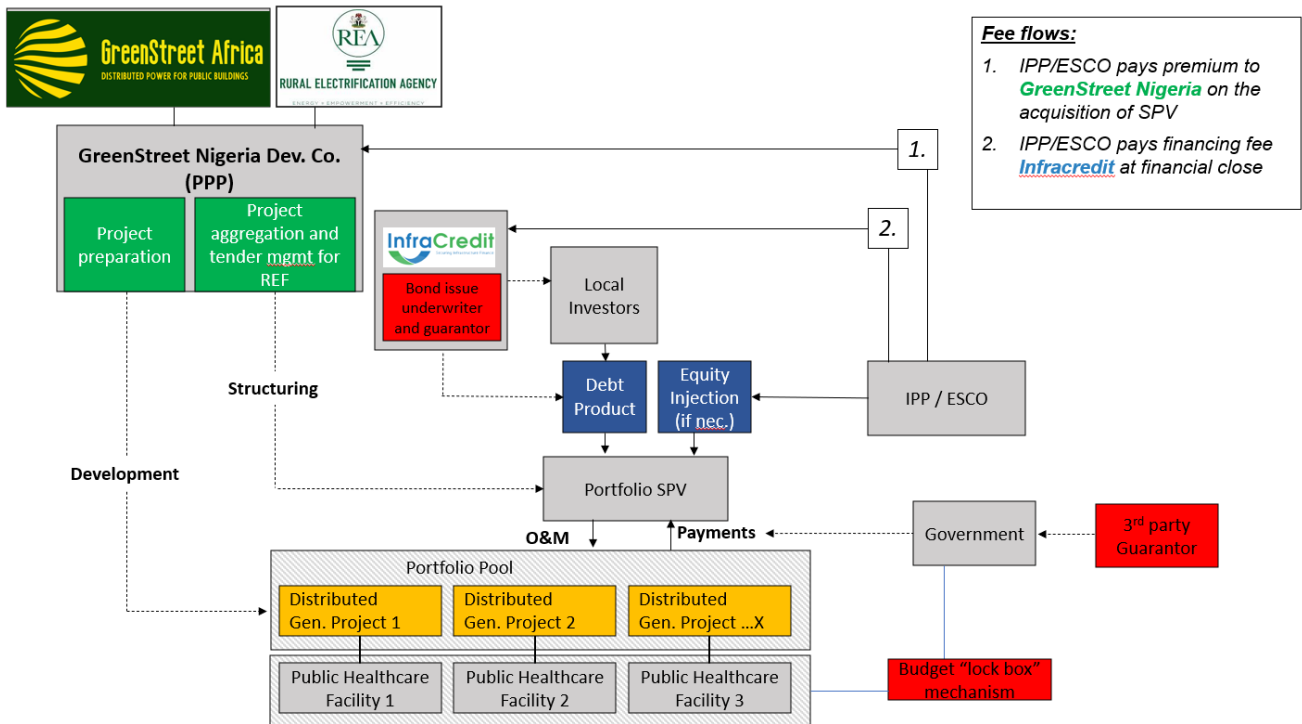 GreenStreet Africa
DISTRIBUTED POWER FOR PUBLIC BUILDINGS
REA
RURAL ELECTRIFICATION AGENCY
ENERGY • EMPOWERMENT • EFFICIENCY
Fee flows:
1. IPP/ESCO pays premium to
GreenStreet Nigeria on the
acquisition of SPV
2. IPP/ESCO pays financing fee
Infracredit at financial close
GreenStreet Nigeria Dev. Co.
(PPP)
1.
Project
preparation
Project
aggregation and
tender mgmt for
REF
2.
InfraCredit
Bond issue
underwriter
and guarantor
Local
Investors
Structuring
Debt
Product
Equity
Injection
(if nec.)
IPP / ESCO
Development
Portfolio SPV
O&M
Payments
Government
3rd party
Guarantor
Portfolio Pool
Distributed
Gen. Project 1
Distributed
Gen. Project 2
Distributed
Gen. Project ...X
Public Healthcare
Facility 1
Public Healthcare
Facility 2
Public Healthcare
Facility 3
Budget “lock box”
mechanism